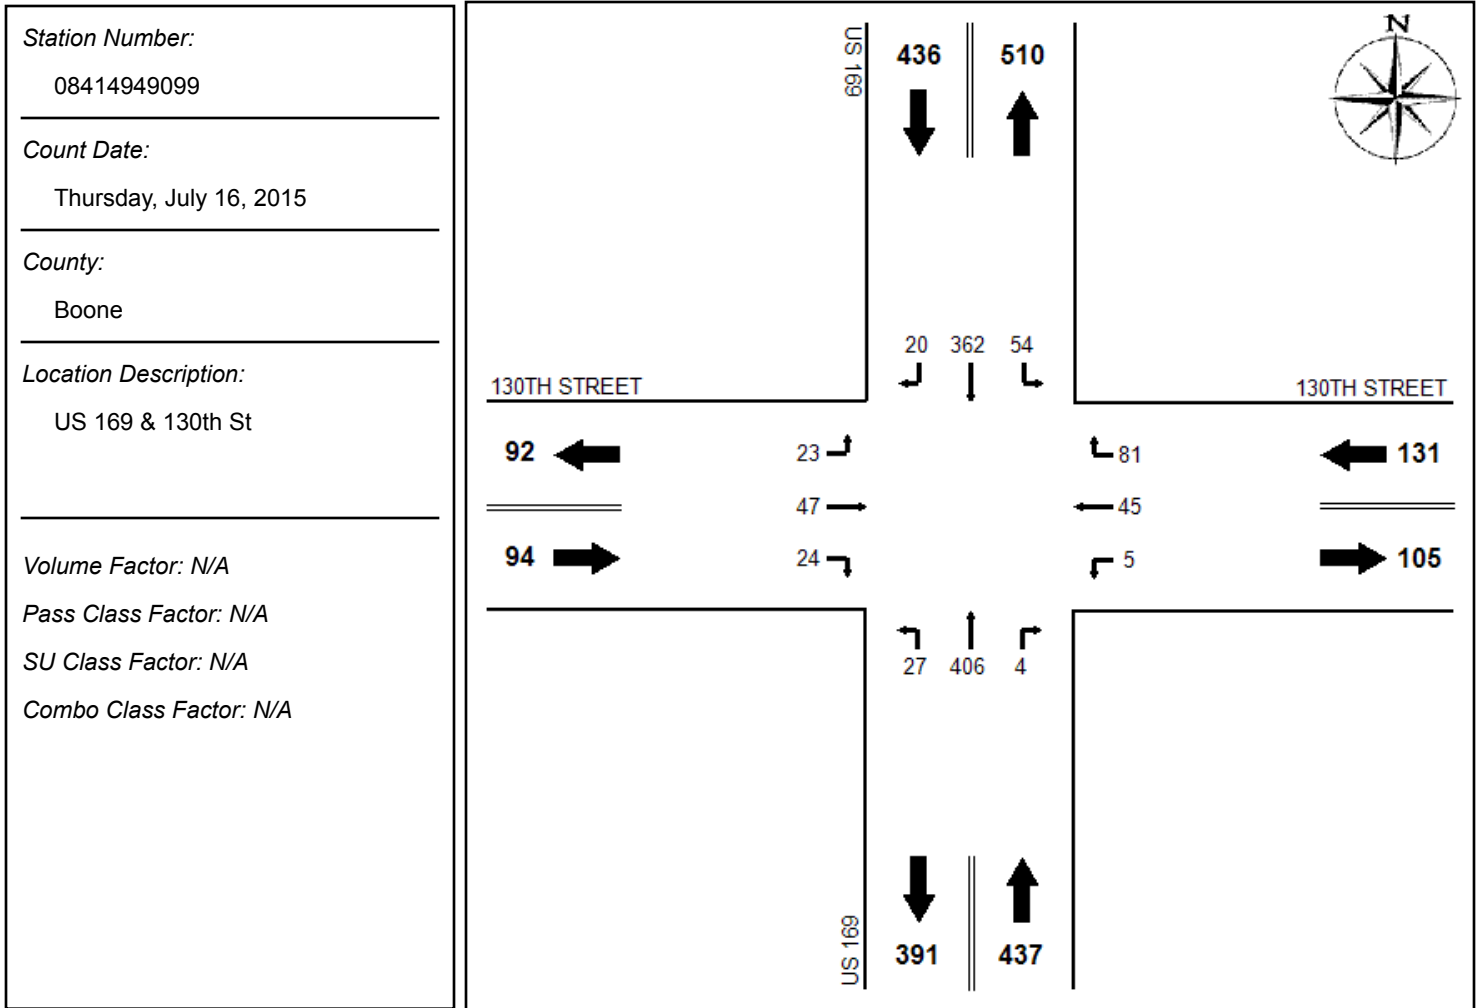 Station Number:
08414949099
Count Date:
Thursday, July 16, 2015
County:
Boone
Location Description:
US 169 & 130th St
Volume Factor: N/A
Pass Class Factor: N/A
SU Class Factor: N/A
Combo Class Factor: N/A
N
US 169
436 510
20 362 54
130TH STREET
130TH STREET
92 23 81 131
47 45
94 24 5 105
27 406 4
US 169
391 437